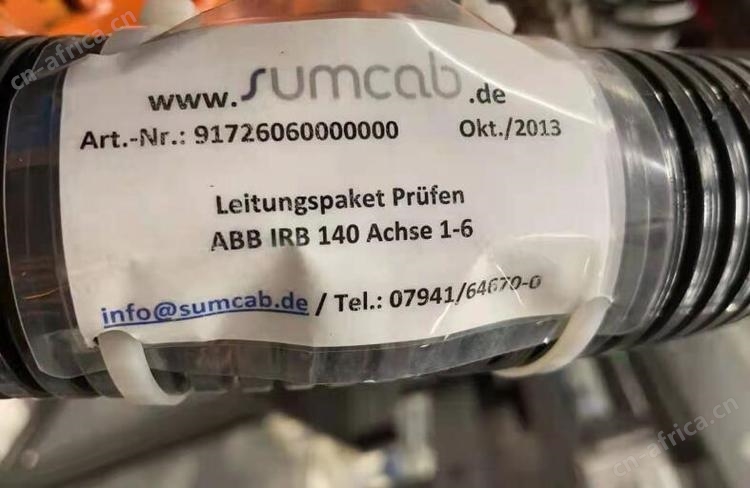 www.sumcab.de
Art.-Nr.: 91726060000000 Okt./2013
Leitungspaket Prüfen
ABB IRB 140 Achse 1-6
info@sumcab.de / Tel.: 07941/64670-0
cn-africa.cn
cn-africa.cn